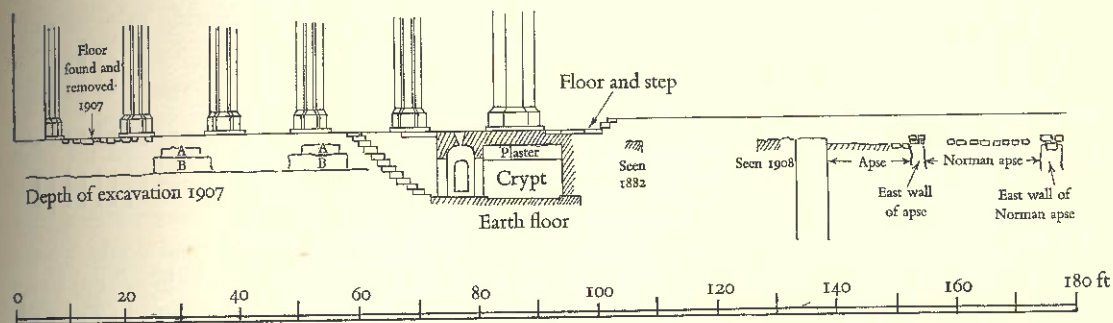 Floor
found and
removed
1907
Floor and step
A
B
A
B
Plaster
Crypt
Seen
1882
Seen 1908
Apse
Norman apse
East wall
of apse
East wall of
Norman apse
Depth of excavation 1907
Earth floor
0 20 40 60 80 100 120 140 160 180 ft